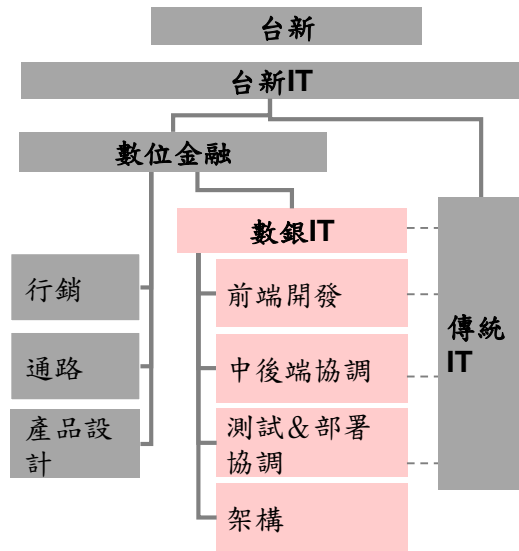 台新
台新IT
數位金融
數銀IT
行銷
通路
產品設
計
前端開發
中後端協調
測試&部署
協調
架構
傳統
IT